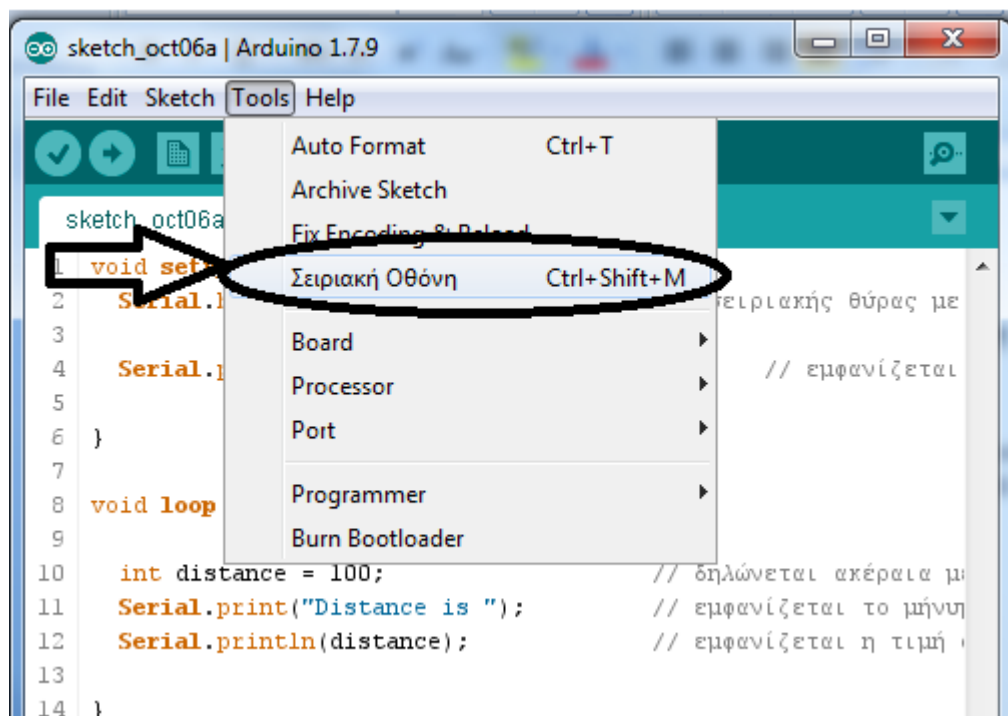 sketch_oct06a | Arduino 1.7.9
File Edit Sketch Tools Help
Auto Format Ctrl+T
Archive Sketch
sketch_oct06a
Fix Encoding & Reload
Σειριακή Οθόνη Ctrl+Shift+M
Board
Processor
Port
Programmer
Burn Bootloader
1 void
2 σειριακής θύρας με
3
4 Serial. // εμφανίζεται
5
6 }
7
8 void loop
9
10 int distance = 100; // δηλώνεται ακέραια
11 Serial.print("Distance is "); // εμφανίζεται το
12 Serial.println(distance); // εμφανίζεται η τιμή
13
14 }